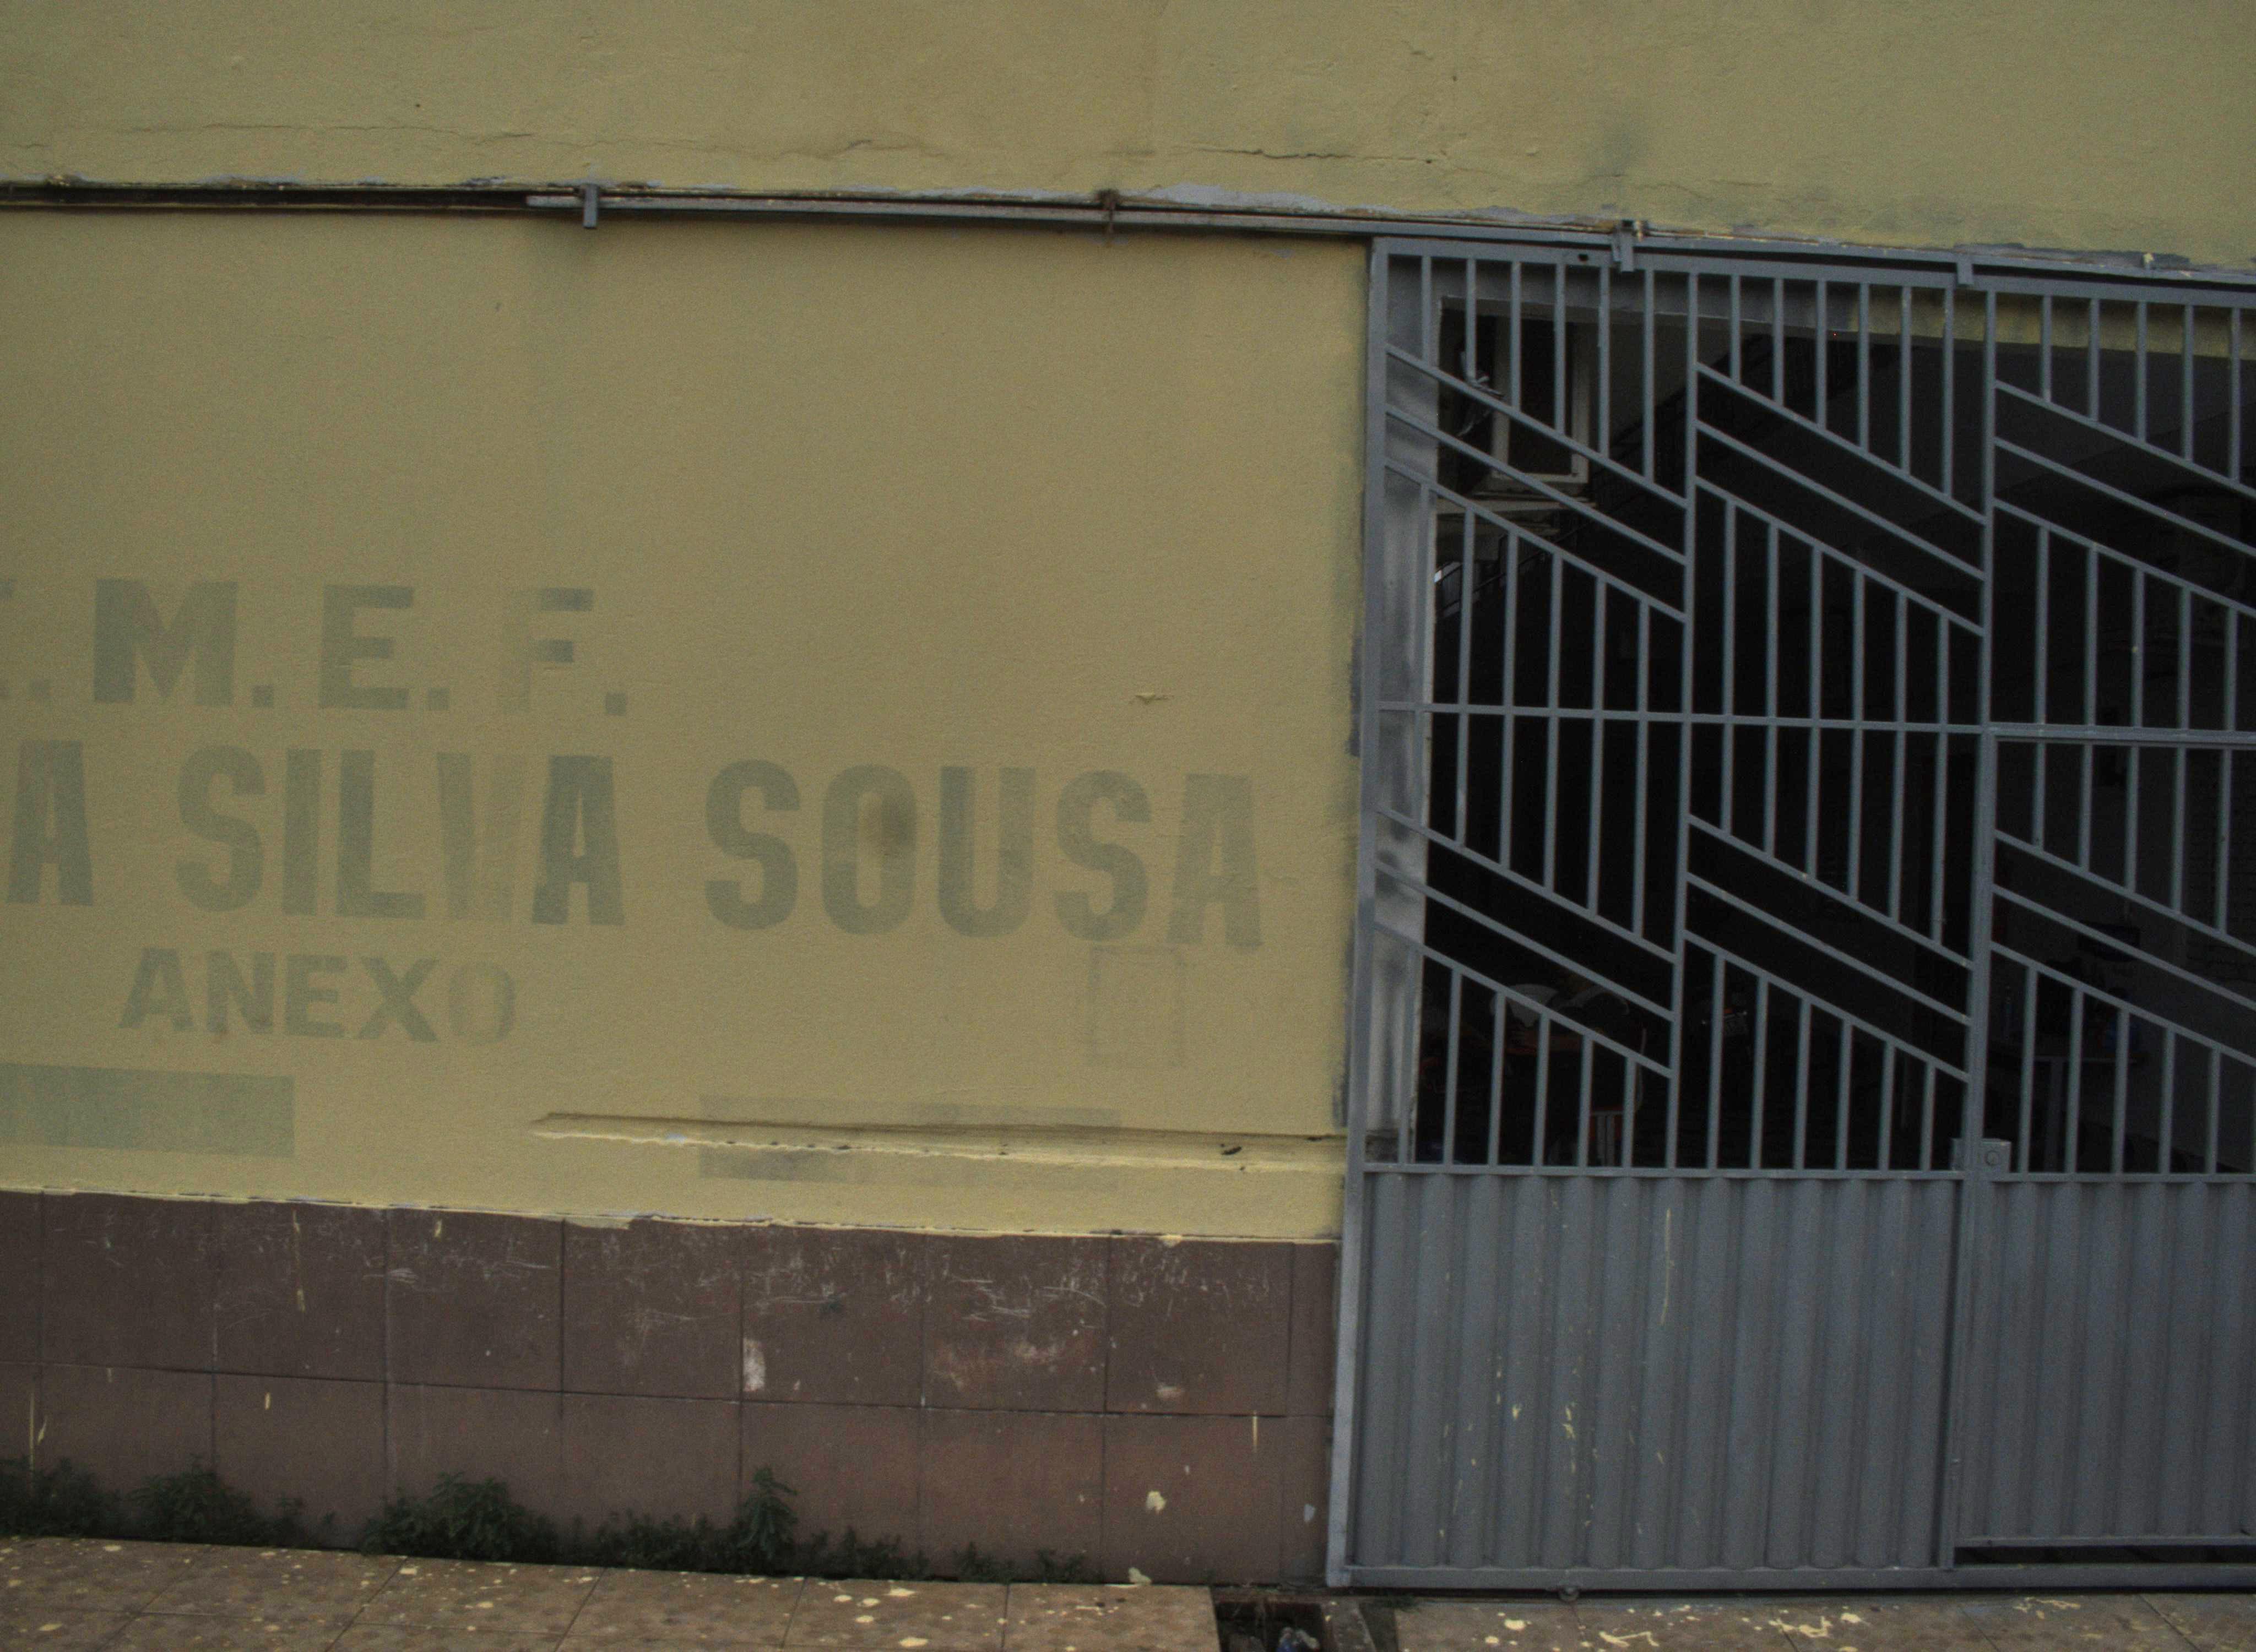 . M. E. F.
A SILVA SOUSA
ANEXO